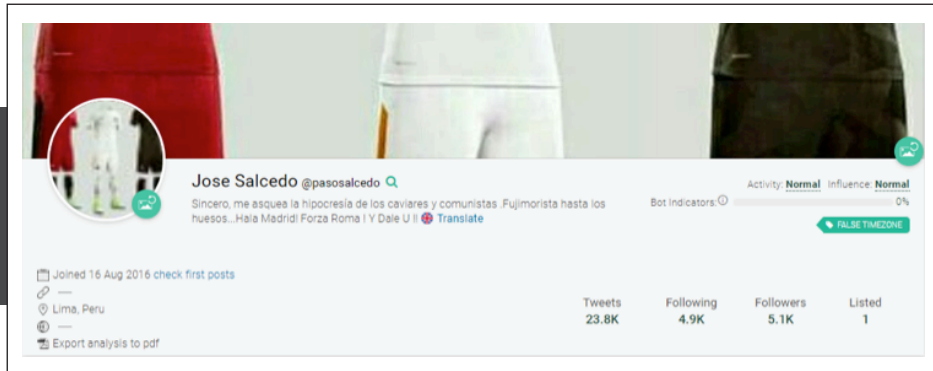 Jose Salcedo @pasosalcedo
Sincero, me asquea la hipocresía de los caviares y comunistas .Fujimorista hasta los
huesos...Hala Madrid! Forza Roma ! Y Dale U !! Translate
Activity: Normal Influence: Normal
Bot Indicators: 0%
FALSE TIMEZONE
Joined 16 Aug 2016 check first posts
—
Lima, Peru
—
Export analysis to pdf
Tweets Following Followers Listed
23.8K 4.9K 5.1K 1